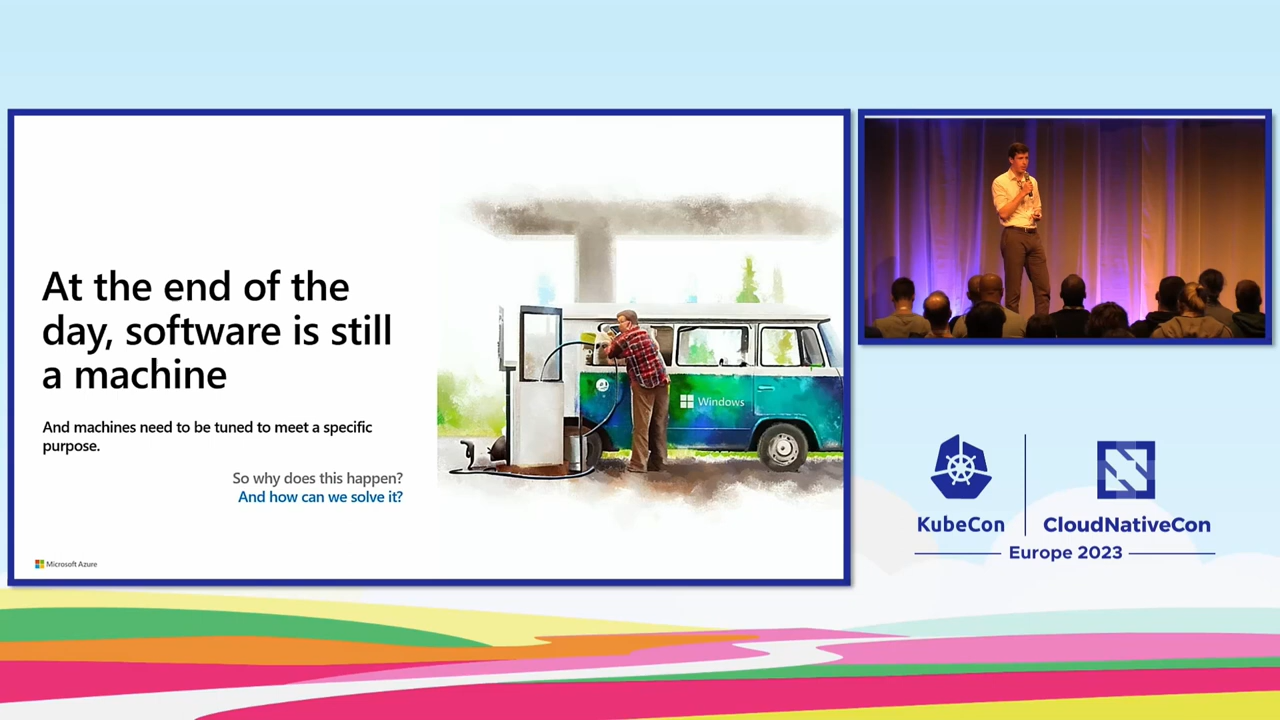 At the end of the
day, software is still
a machine
And machines need to be tuned to meet a specific
purpose.
So why does this happen?
And how can we solve it?
Microsoft Azure
Windows
KubeCon
CloudNativeCon
Europe 2023